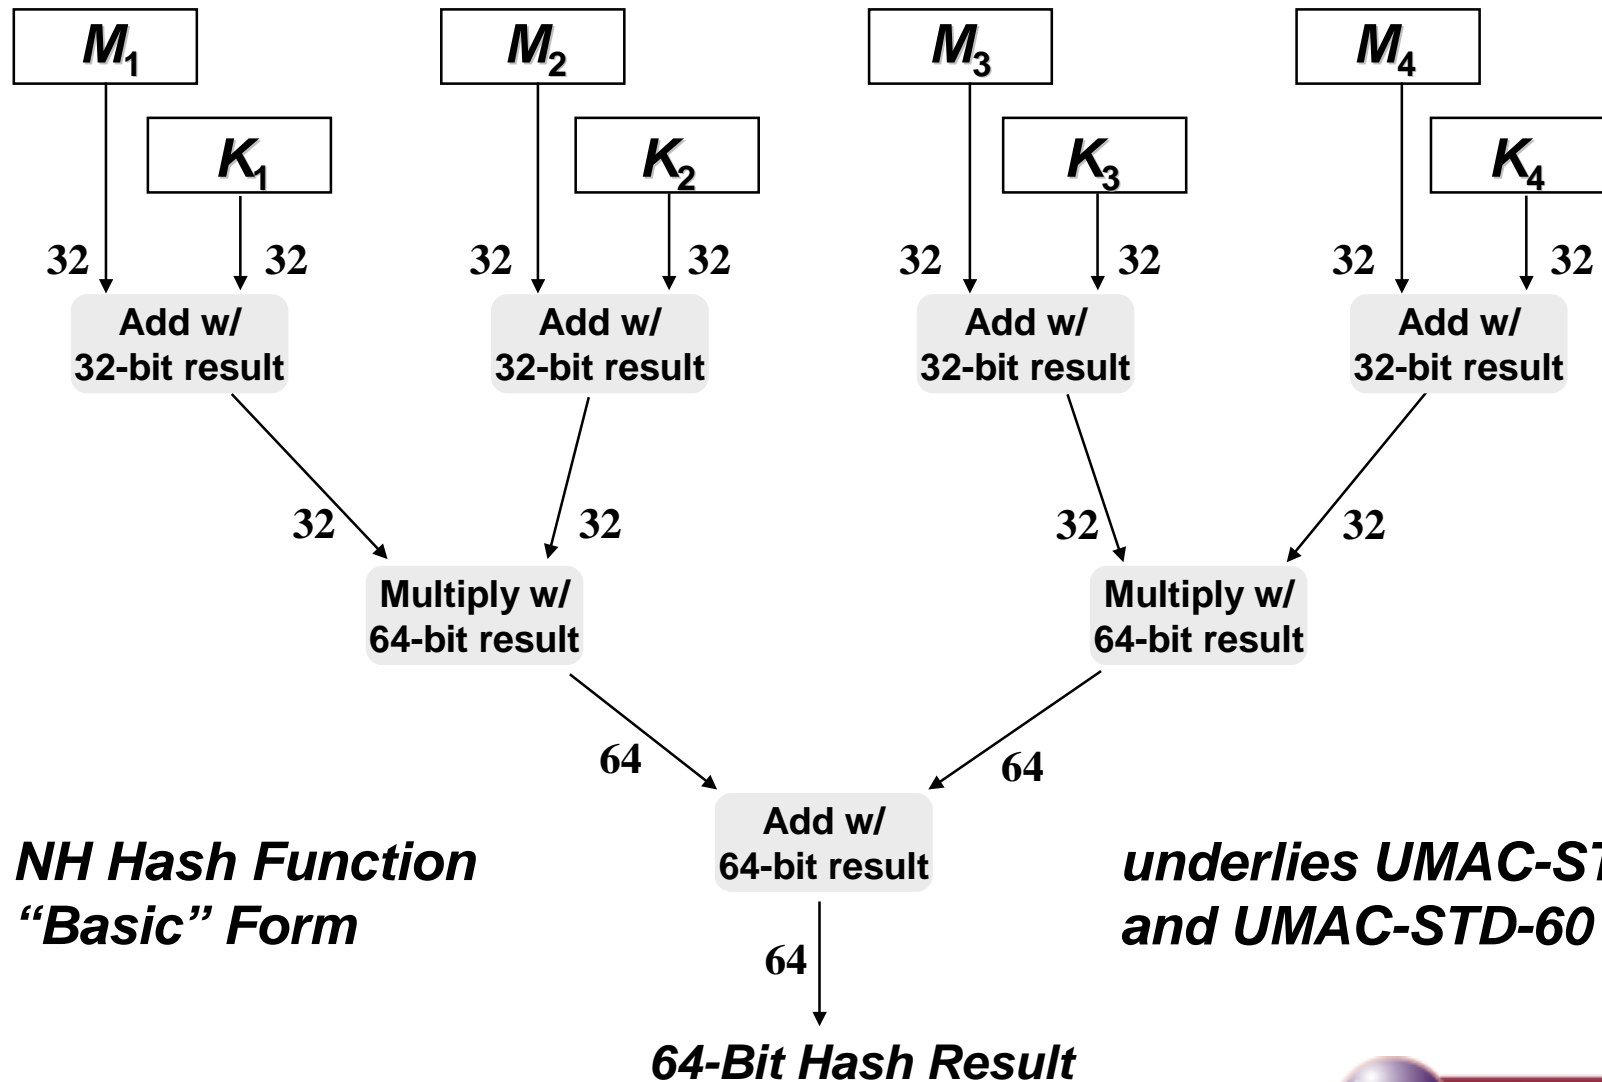 M1 M2 M3 M4
K1 K2 K3 K4
32 32 32 32 32 32 32 32
Add w/ Add w/ Add w/ Add w/
32-bit result 32-bit result 32-bit result 32-bit result
32 32 32 32
Multiply w/ Multiply w/
64-bit result 64-bit result
64 64
Add w/
64-bit result
NH Hash Function
“Basic” Form
underlies
and UMAC-STD-60
64
64-Bit Hash Result